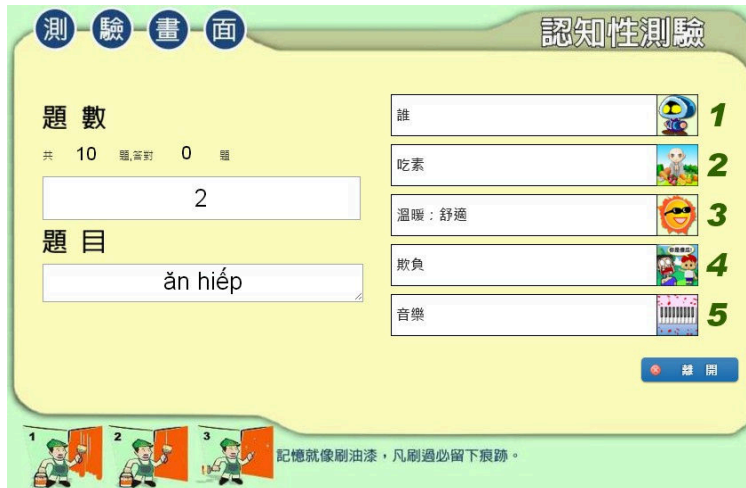 測驗畫面
認知性測驗
題數
共 10 題,答對 0 題
2
題目
ăn hiếp
誰 1
吃素 2
溫暖：舒適 3
欺負 4
音樂 5
離開
1 2 3
記憶就像刷油漆，凡刷過必留下痕跡。